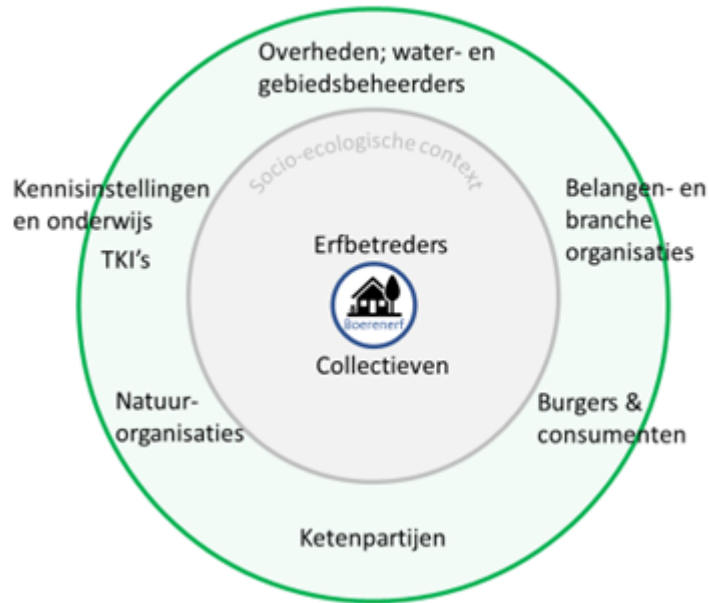 Overheden; water- en
gebiedsbeheerders
Socio-ecologische context
Kennisinstellingen
en onderwijs
TKI's
Belangen- en
branche
organisaties
Erfbetreders
Boerenerf
Collectieven
Natuur-
organisaties
Burgers &
consumenten
Ketenpartijen